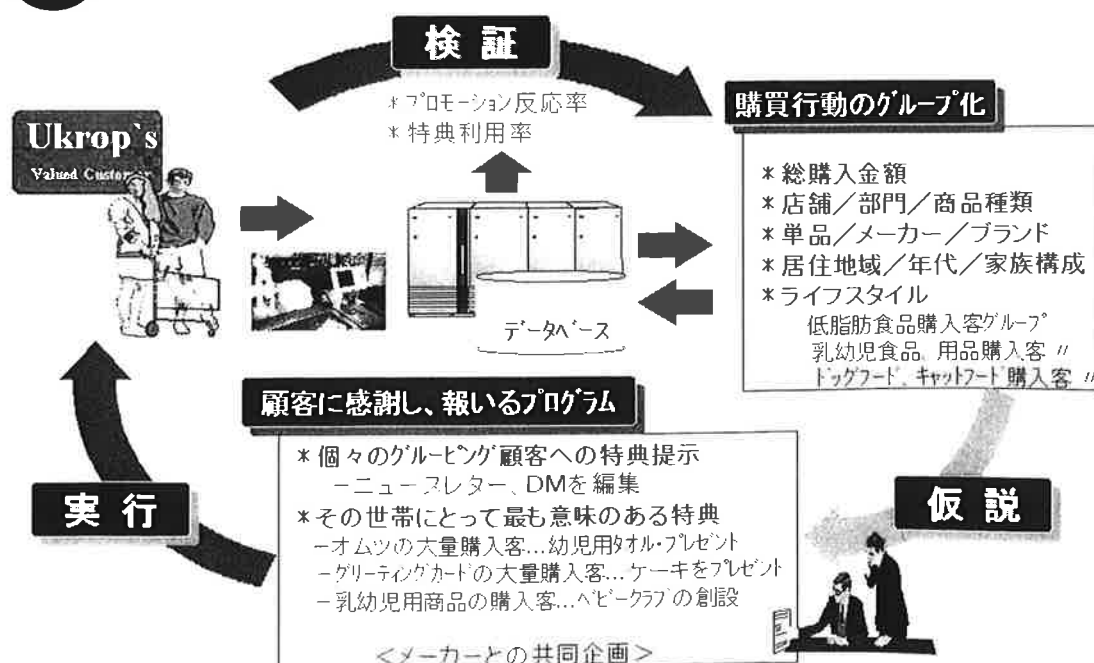 検 証
*プロモーション反応率
*特典利用率
Ukrop`s
Valued Customer
購買行動のグループ化
*総購入金額
*店舗／部門／商品種類
*単品／メーカー／ブランド
*居住地域／年代／家族構成
*ライフスタイル
低脂肪食品購入客グループ
乳幼児食品、用品購入客 〃
ドッグフード、キャットフード購入客 〃
データベース
顧客に感謝し、報いるプログラム
*個々のグルーピング顧客への特典提示
－ニュースレター、DMを編集
*その世帯にとって最も意味のある特典
－オムツの大量購入客…幼児用タオル・プレゼント
－グリーティングカードの大量購入客…ケーキをプレゼント
－乳幼児用商品の購入客…ベビークラブの創設
＜メーカーとの共同企画＞
実 行
仮 説